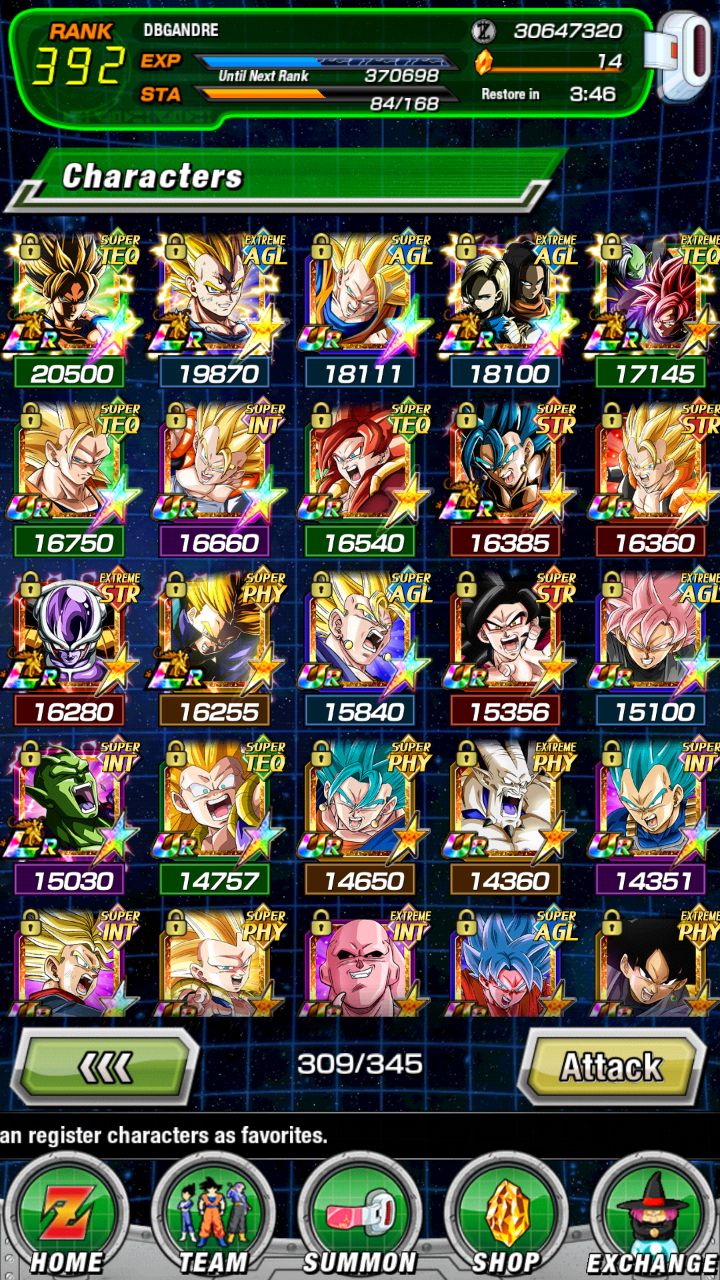 RANK
392
DBGANDRE
30647320
EXP
14
Until Next Rank
370698
STA
84/168
Restore in
3:46
Characters
SUPER TEQ EXTREME AGL SUPER AGL EXTREME AGL EXTREME TEQ
LR LR UR LR LR
20500 19870 18111 18100 17145
SUPER TEQ SUPER INT SUPER TEQ SUPER STR SUPER STR
UR UR UR LR UR
16750 16660 16540 16385 16360
EXTREME STR SUPER PHY SUPER AGL SUPER STR EXTREME AGL
LR LR UR UR UR
16280 16255 15840 15356 15100
SUPER INT SUPER TEQ SUPER PHY EXTREME PHY SUPER INT
LR UR UR UR UR
15030 14757 14650 14360 14351
SUPER INT SUPER PHY EXTREME INT SUPER AGL EXTREME PHY
UR UR UR UR UR
309/345
Attack
an register characters as favorites.
Z
HOME TEAM SUMMON SHOP EXCHANGE